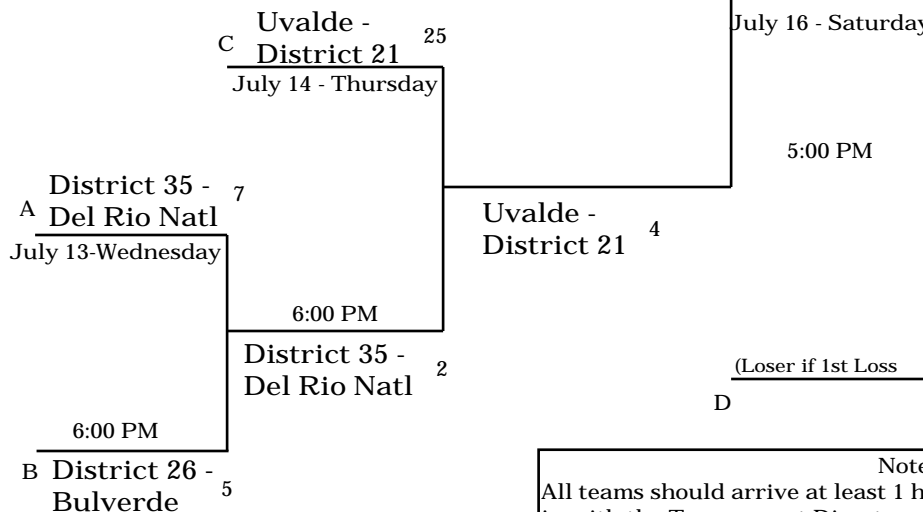 Uvalde -
C District 21 25
July 14 - Thursday
July 16 - Saturday
5:00 PM
District 35 -
A Del Rio Natl 7
July 13-Wednesday
Uvalde -
District 21 4
6:00 PM
District 35 -
Del Rio Natl 2
(Loser if 1st Loss
D
6:00 PM
B District 26 -
Bulverde 5
Note
All teams should arrive at least 1 h